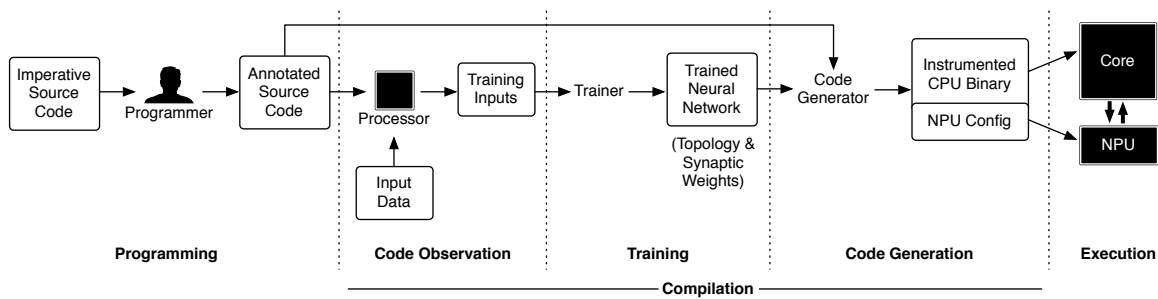 Imperative
Source
Code
Programmer
Annotated
Source
Code
Processor
Input
Data
Training
Inputs
Trainer
Trained
Neural
Network
(Topology &
Synaptic
Weights)
Code
Generator
Instrumented
CPU Binary
NPU Config
Core
NPU
Programming
Code Observation
Training
Code Generation
Execution
Compilation